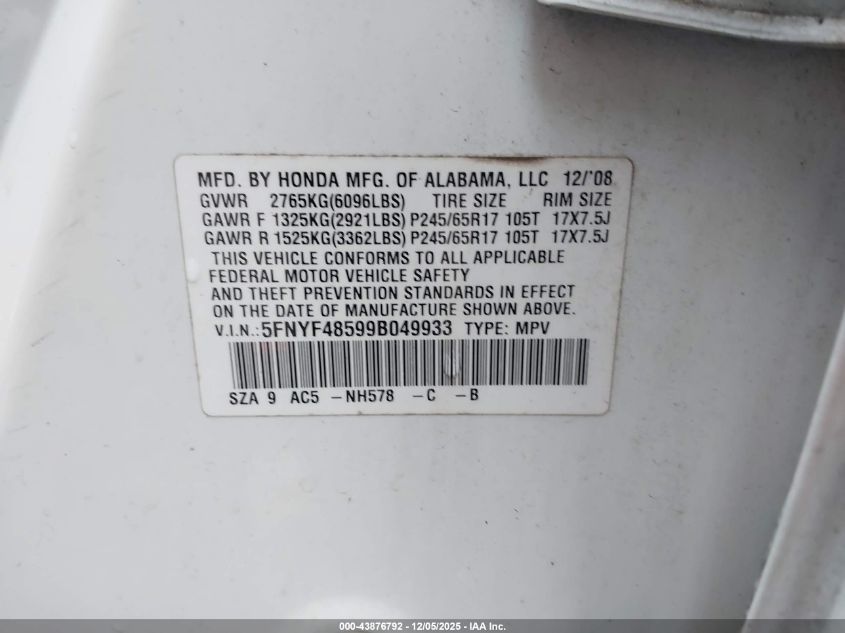 MFD. BY HONDA MFG. OF ALABAMA, LLC 12/'08
GVWR 2765KG(6096LBS) TIRE SIZE RIM SIZE
GAWR F 1325KG(2921LBS) P245/65R17 105T 17X7.5J
GAWR R 1525KG(3362LBS) P245/65R17 105T 17X7.5J
THIS VEHICLE CONFORMS TO ALL APPLICABLE
FEDERAL MOTOR VEHICLE SAFETY
AND THEFT PREVENTION STANDARDS IN EFFECT
ON THE DATE OF MANUFACTURE SHOWN ABOVE.
V.I.N.:5FNYF48599B049933 TYPE: MPV
SZA 9 AC5 -NH578 -C -B
000-43876792 - 12/05/2025 - IAA Inc.